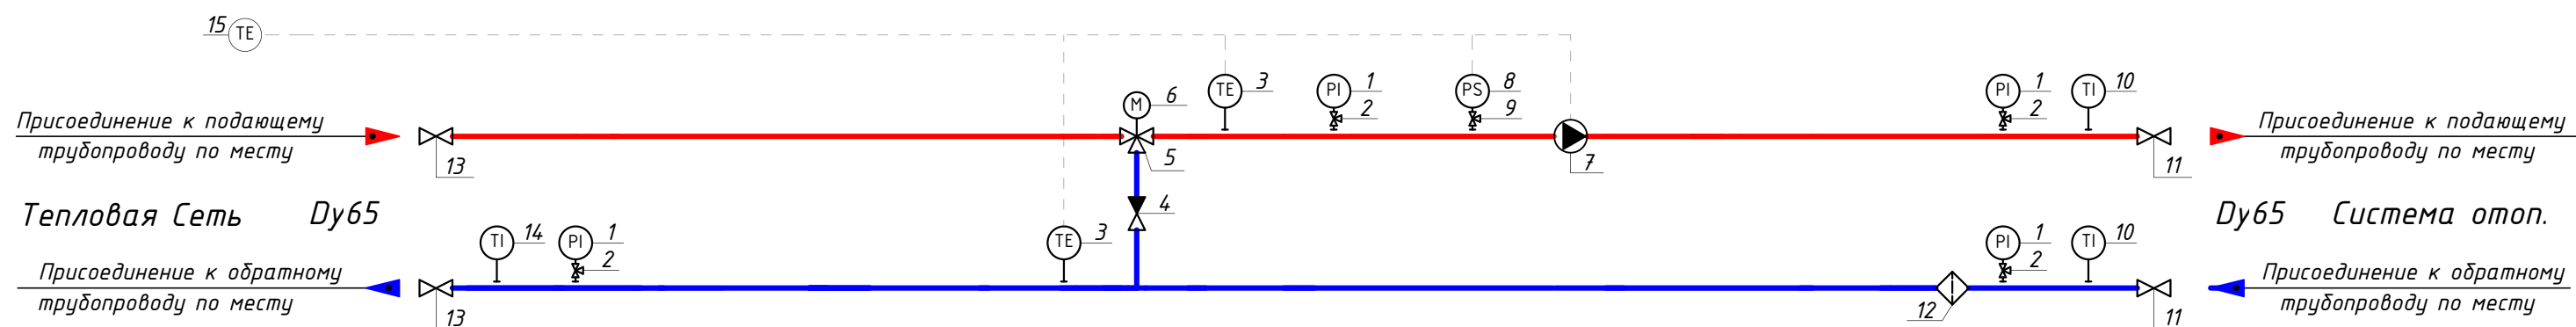 15 TE
6 M
TE 3
PI 1
2
PS 8
9
PI 1
2
TI 10
Присоединение к подающему
трубопроводу по месту
13
5
7
11
Присоединение к подающему
трубопроводу по месту
Тепловая Сеть Dу65
4
Dу65 Система отоп.
TI 14
PI 1
2
TE 3
PI 1
2
TI 10
Присоединение к обратному
трубопроводу по месту
13
12
11
Присоединение к обратному
трубопроводу по месту